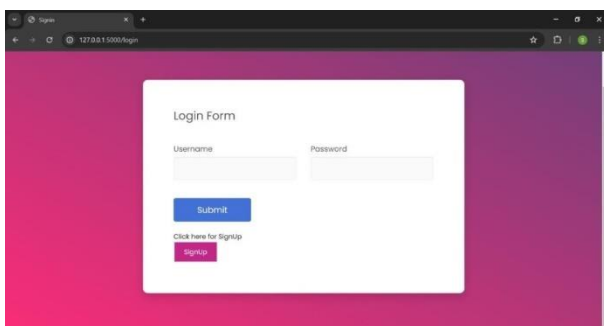 Signin
127.0.0.1:5000/login
Login Form
Username Password
Submit
Click here for SignUp
SignUp